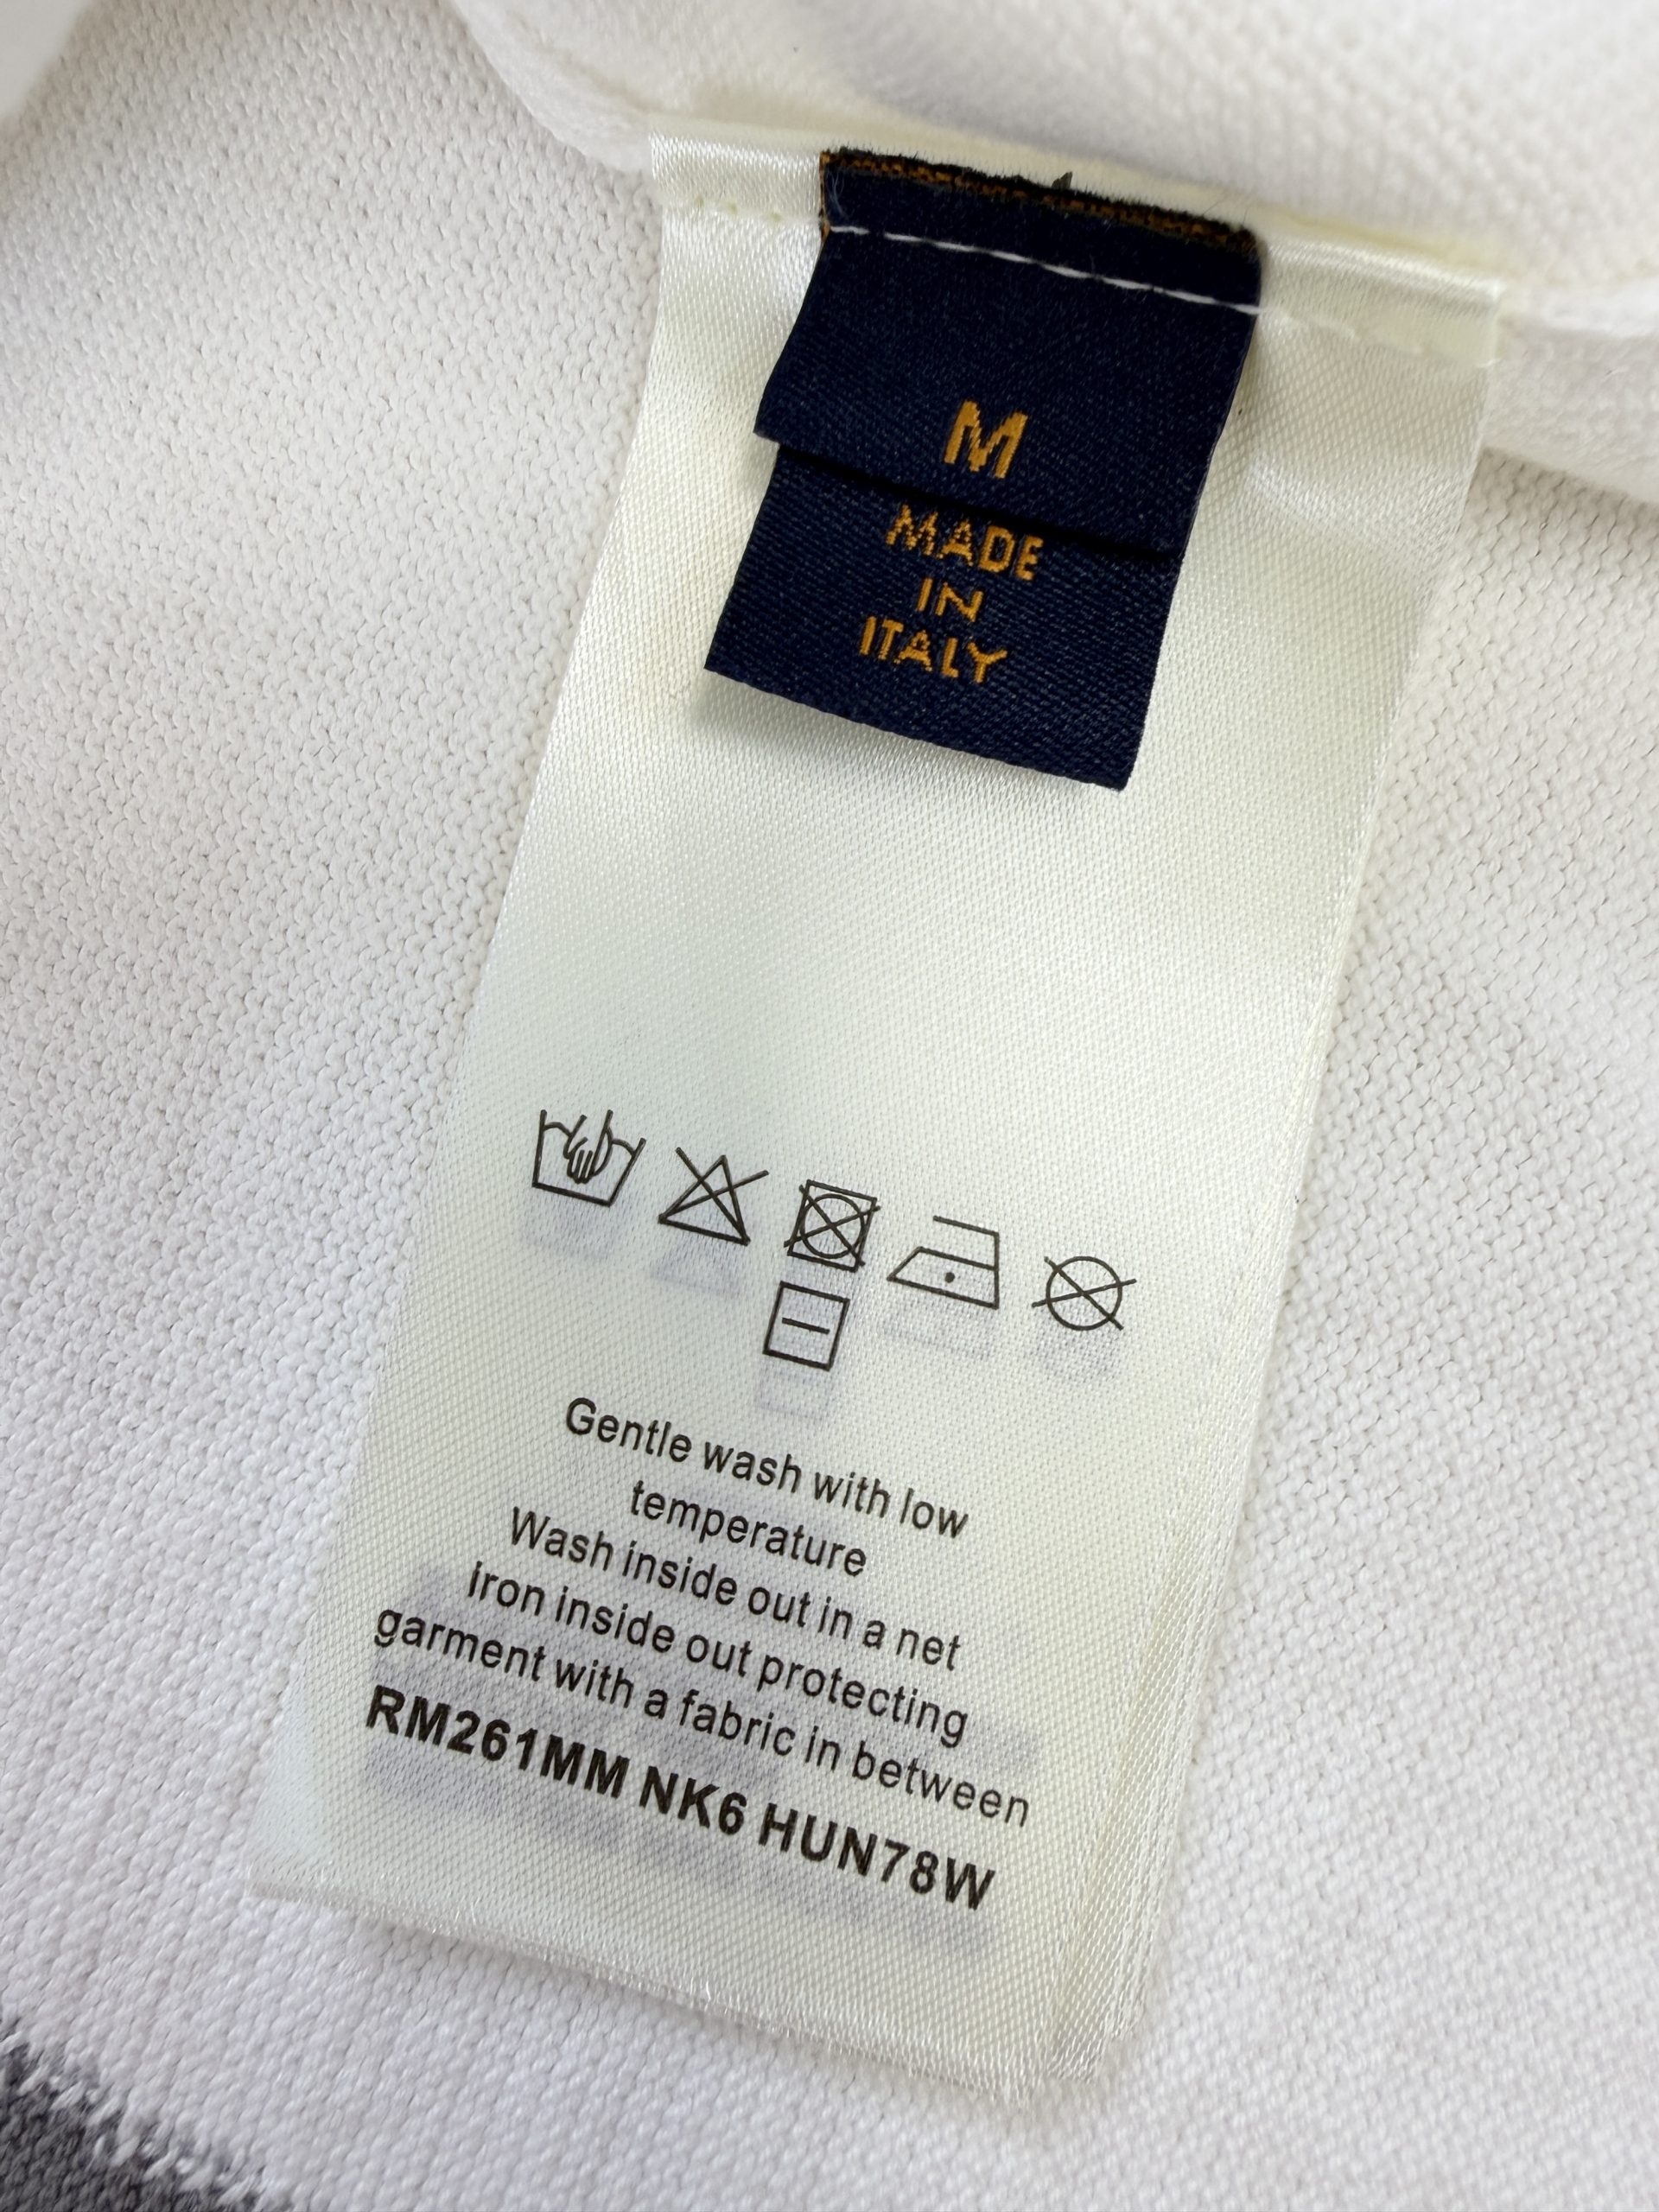 M
MADE
IN
ITALY
Gentle wash with low
temperature
Wash inside out in a net
iron inside out protecting
garment with a fabric in between
RM261MM NK6 HUN78W